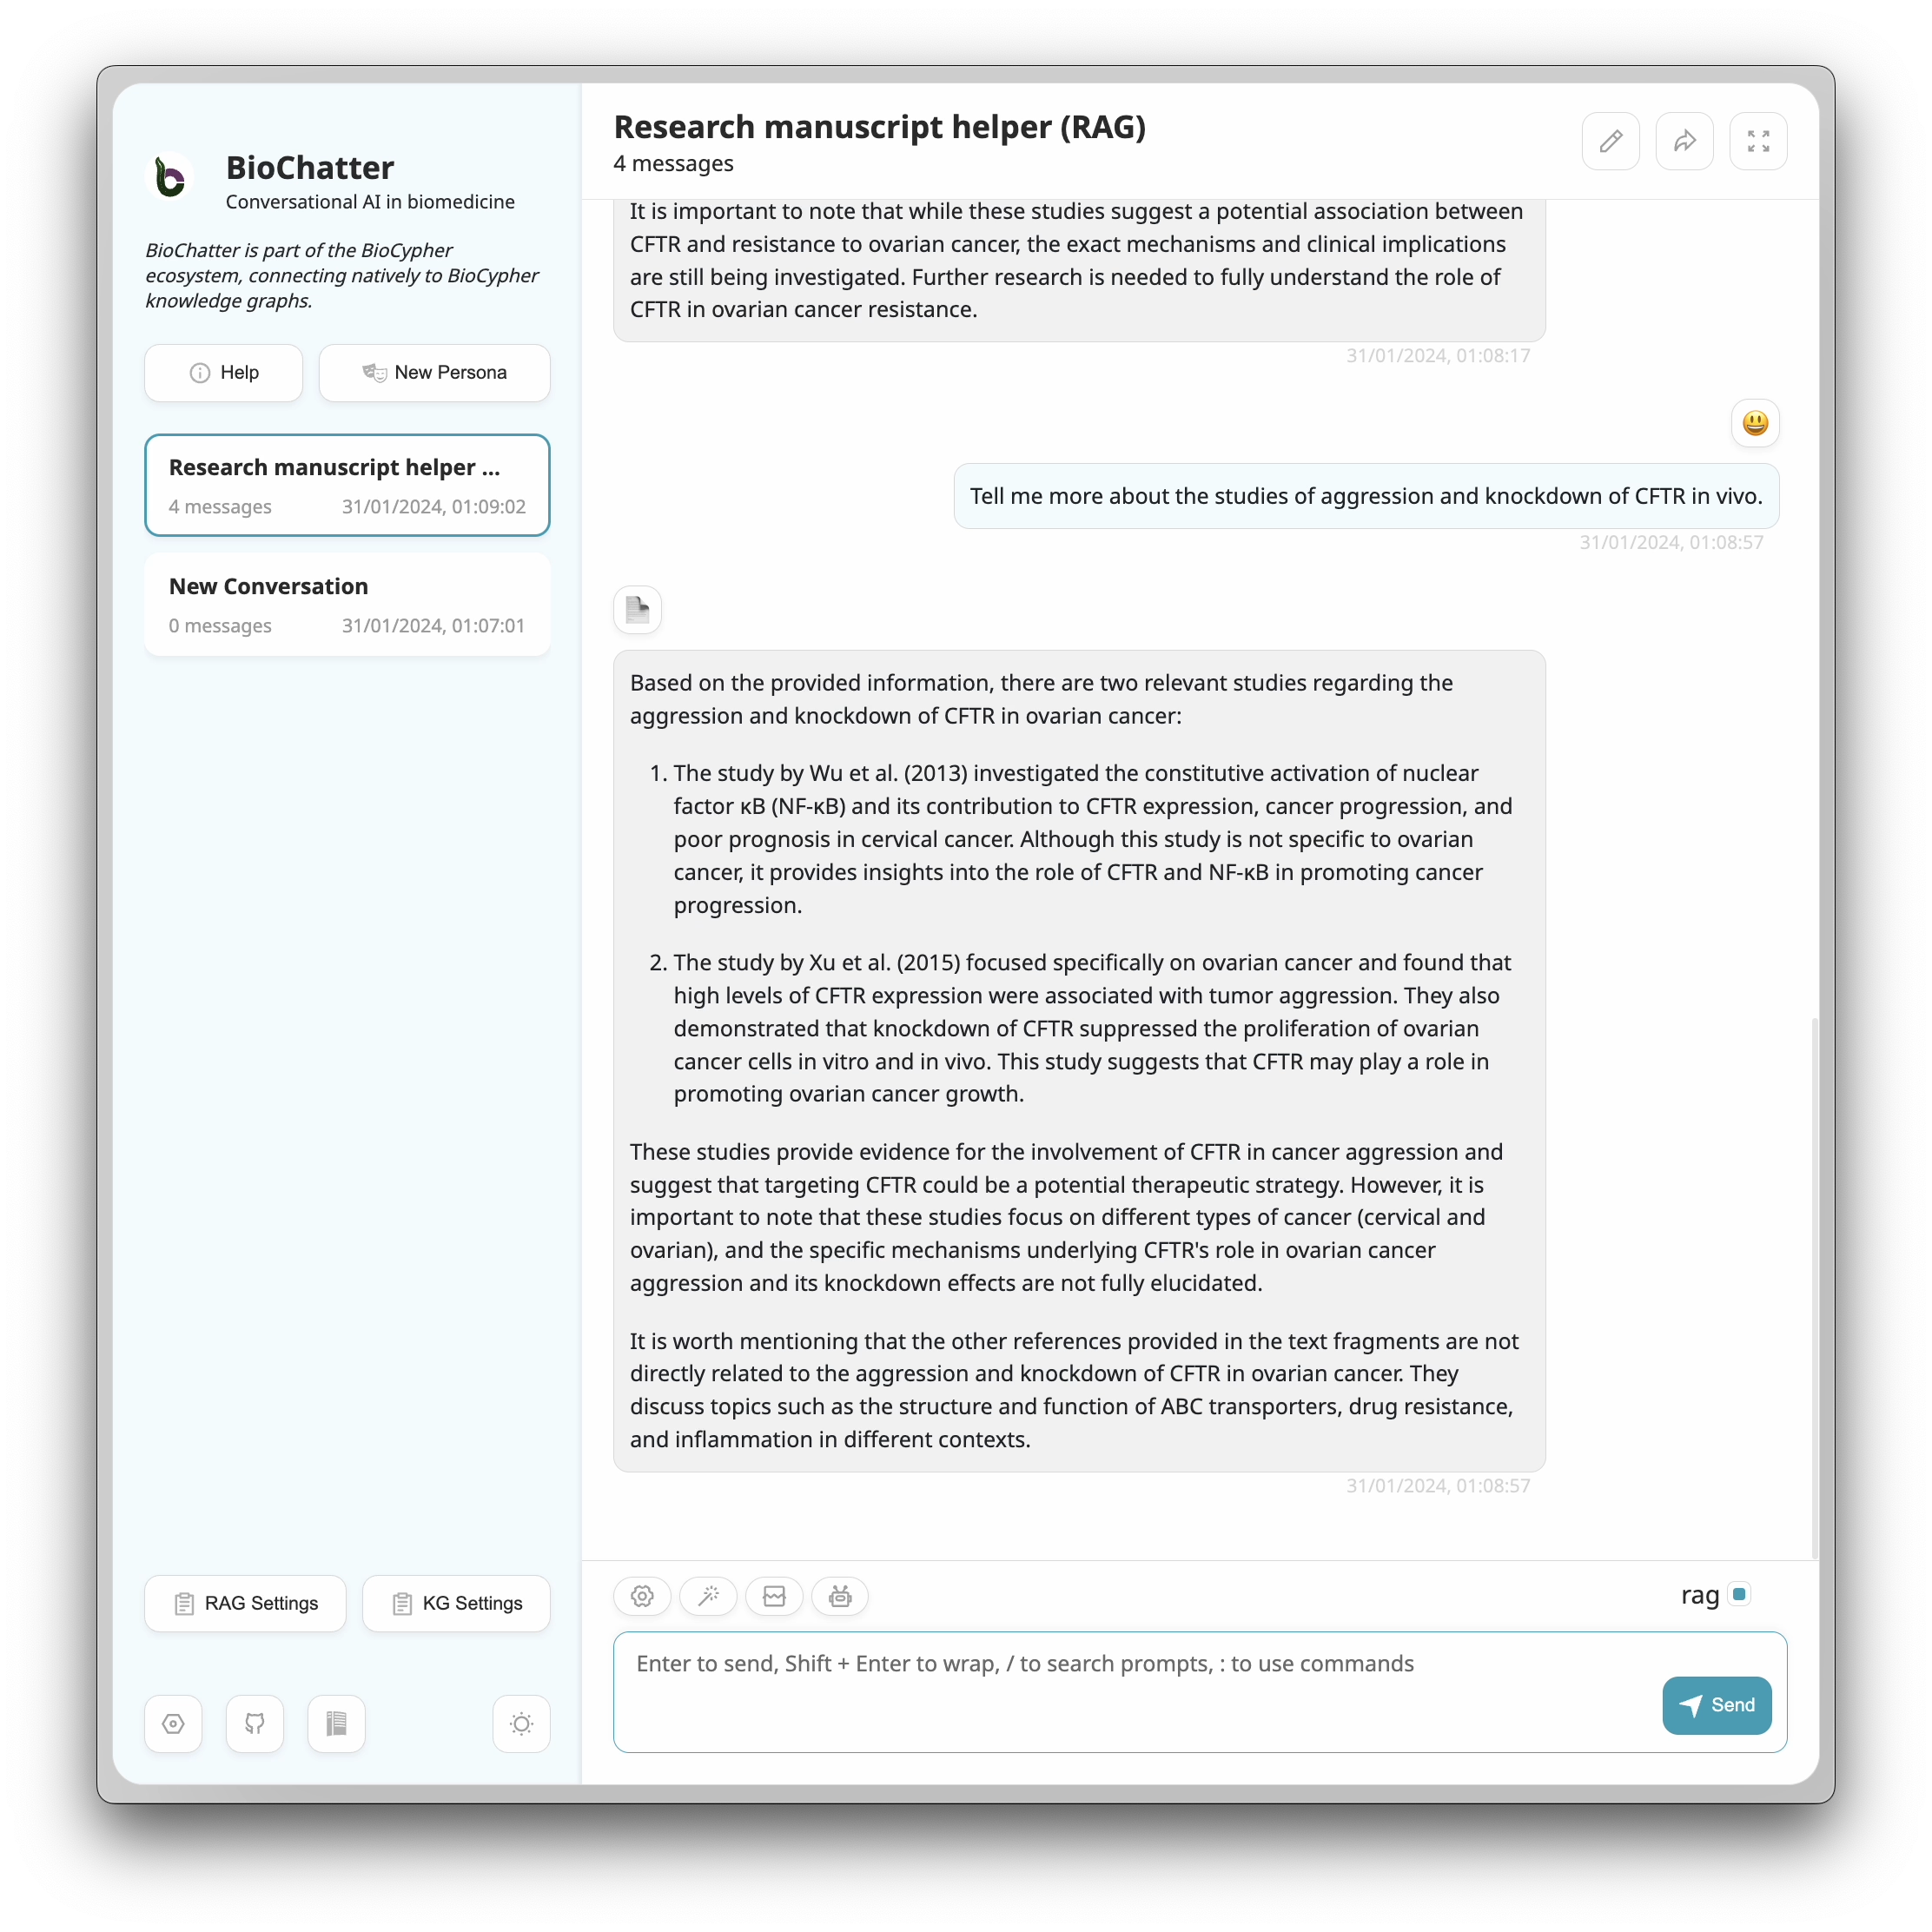 BioChatter
Conversational AI in biomedicine
BioChatter is part of the BioCypher
ecosystem, connecting natively to BioCypher
knowledge graphs.
Help
New Persona
Research manuscript helper ...
4 messages
31/01/2024, 01:09:02
New Conversation
0 messages
31/01/2024, 01:07:01
RAG Settings
KG Settings
Research manuscript helper (RAG)
4 messages
It is important to note that while these studies suggest a potential association between
CFTR and resistance to ovarian cancer, the exact mechanisms and clinical implications
are still being investigated. Further research is needed to fully understand the role of
CFTR in ovarian cancer resistance.
31/01/2024, 01:08:17
Tell me more about the studies of aggression and knockdown of CFTR in vivo.
31/01/2024, 01:08:57
Based on the provided information, there are two relevant studies regarding the
aggression and knockdown of CFTR in ovarian cancer:
1. The study by Wu et al. (2013) investigated the constitutive activation of nuclear
factor κB (NF-κB) and its contribution to CFTR expression, cancer progression, and
poor prognosis in cervical cancer. Although this study is not specific to ovarian
cancer, it provides insights into the role of CFTR and NF-κB in promoting cancer
progression.
2. The study by Xu et al. (2015) focused specifically on ovarian cancer and found that
high levels of CFTR expression were associated with tumor aggression. They also
demonstrated that knockdown of CFTR suppressed the proliferation of ovarian
cancer cells in vitro and in vivo. This study suggests that CFTR may play a role in
promoting ovarian cancer growth.
These studies provide evidence for the involvement of CFTR in cancer aggression and
suggest that targeting CFTR could be a potential therapeutic strategy. However, it is
important to note that these studies focus on different types of cancer (cervical and
ovarian), and the specific mechanisms underlying CFTR's role in ovarian cancer
aggression and its knockdown effects are not fully elucidated.
It is worth mentioning that the other references provided in the text fragments are not
directly related to the aggression and knockdown of CFTR in ovarian cancer. They
discuss topics such as the structure and function of ABC transporters, drug resistance,
and inflammation in different contexts.
31/01/2024, 01:08:57
rag
Enter to send, Shift + Enter to wrap, / to search prompts, : to use commands
Send